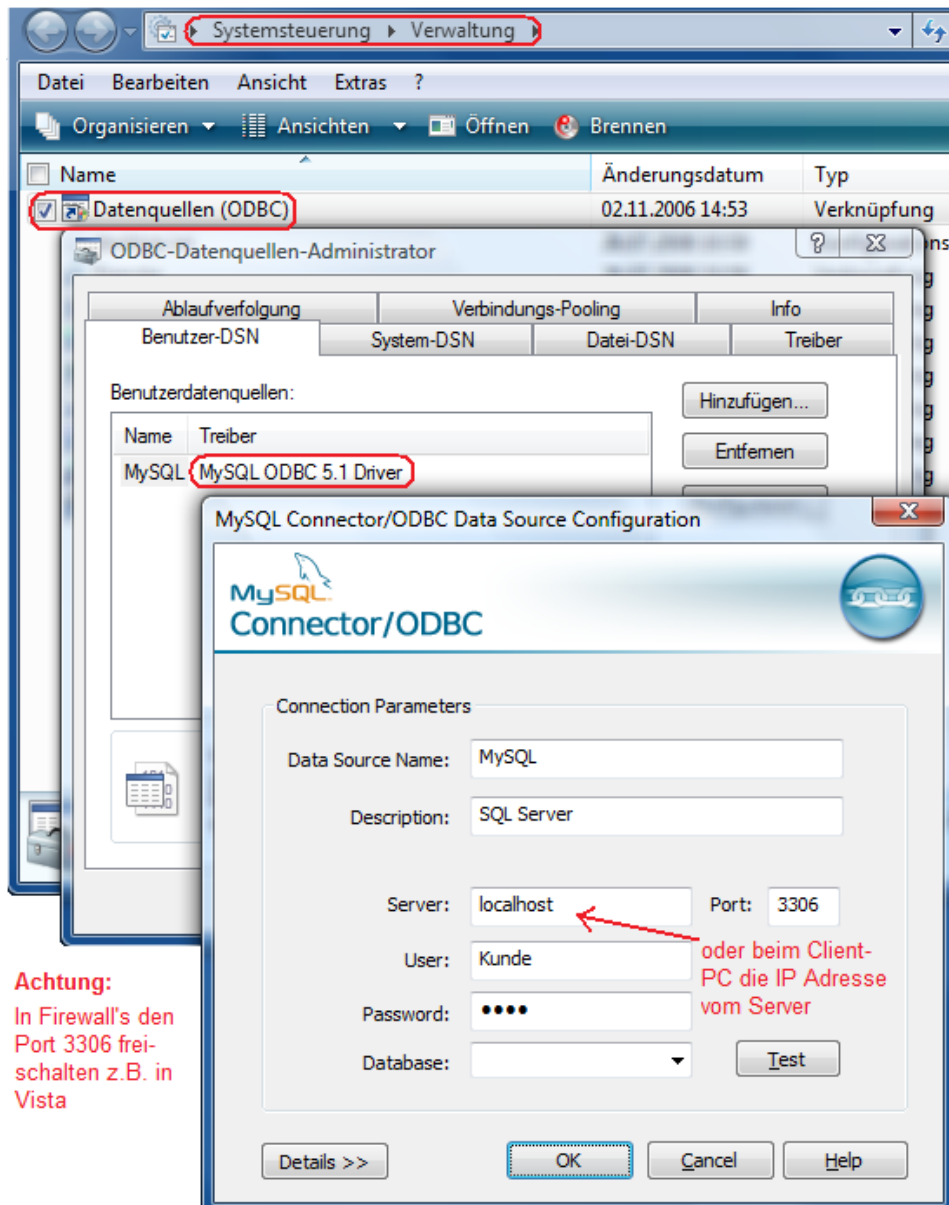 Systemsteuerung Verwaltung
Datei Bearbeiten Ansicht Extras ?
Organisieren Ansichten Öffnen Brennen
Name Änderungsdatum Typ
Datenquellen (ODBC) 02.11.2006 14:53 Verknüpfung
ODBC-Datenquellen-Administrator
Ablaufverfolgung Verbindungs-Pooling Info
Benutzer-DSN System-DSN Datei-DSN Treiber
Benutzerdatenquellen:
Hinzufügen...
Name Treiber
Entfernen
MySQL MySQL ODBC 5.1 Driver
MySQL Connector/ODBC Data Source Configuration
MySQL
Connector/ODBC
Connection Parameters
Data Source Name: MySQL
Description: SQL Server
Server: localhost Port: 3306
User: Kunde
Password: ••••
Database: Test
oder beim Client-
PC die IP Adresse
vom Server
Achtung:
In Firewall's den
Port 3306 frei-
schalten z.B. in
Vista
Details >> OK Cancel Help